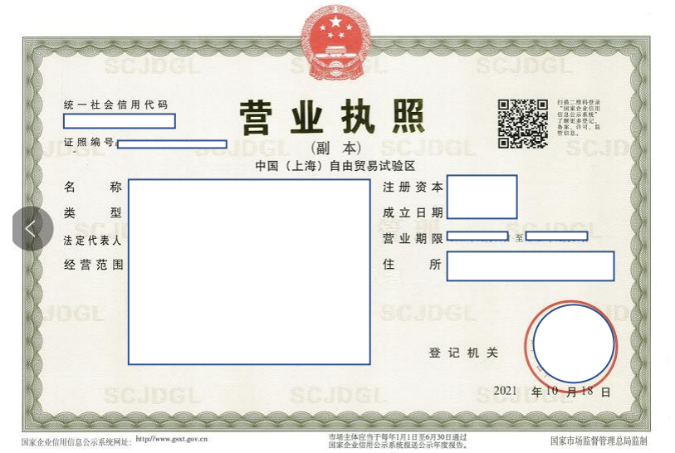 统一社会信用代码
证照编号
营业执照
(副 本)
中国（上海）自由贸易试验区
扫描二维码登录
“国家企业信用
信息公示系统”
了解更多登记、
备案、许可、监
管信息。
名 称
类 型
法定代表人
经营范围
注册资本
成立日期
营业期限 至
住 所
登记机关
2021 年 10 月 18 日
国家企业信用信息公示系统网址: http://www.gsxt.gov.cn
市场主体应当于每年1月1日至6月30日通过
国家企业信用公示系统报送公示年度报告。
国家市场监督管理总局监制
SCJDGL